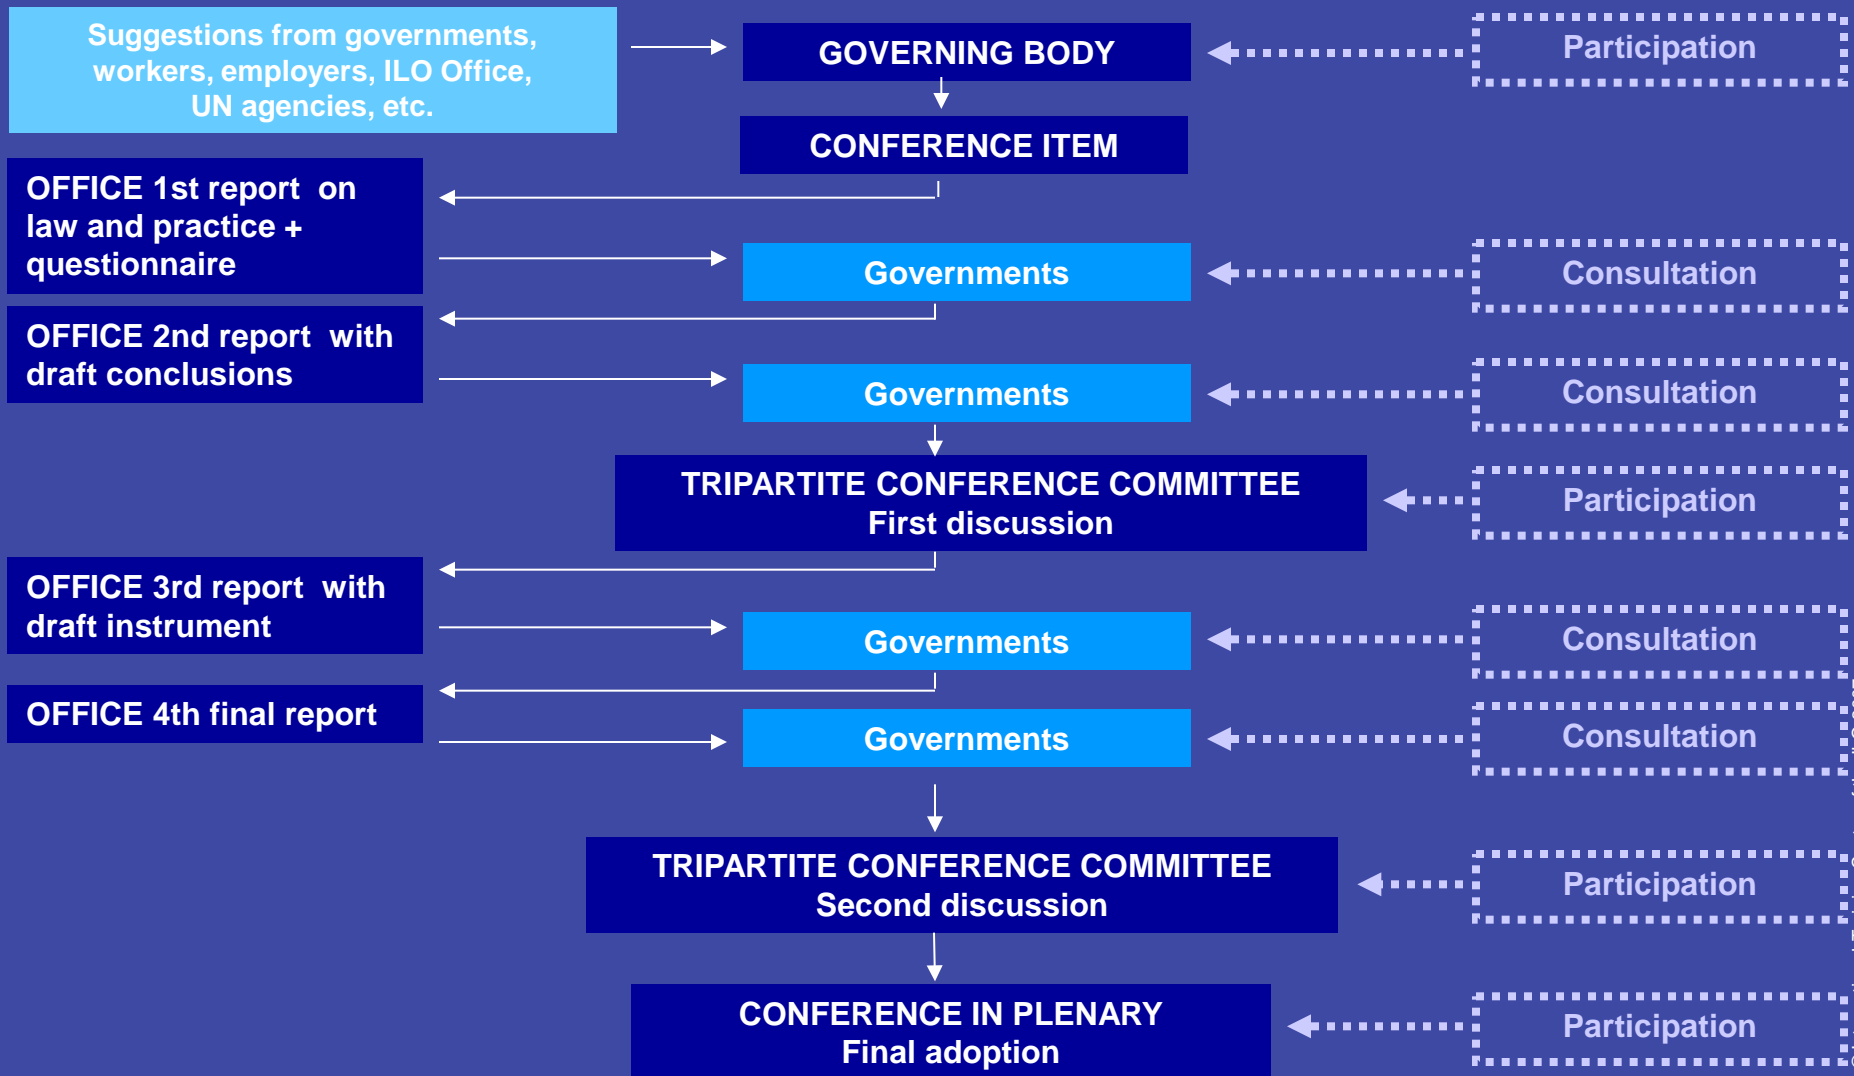 Suggestions from governments,
workers, employers, ILO Office,
UN agencies, etc.
GOVERNING BODY
Participation
CONFERENCE ITEM
OFFICE 1st report on
law and practice +
questionnaire
Governments
Consultation
OFFICE 2nd report with
draft conclusions
Governments
Consultation
TRIPARTITE CONFERENCE COMMITTEE
First discussion
Participation
OFFICE 3rd report with
draft instrument
Governments
Consultation
OFFICE 4th final report
Governments
Consultation
TRIPARTITE CONFERENCE COMMITTEE
Second discussion
Participation
CONFERENCE IN PLENARY
Final adoption
Participation